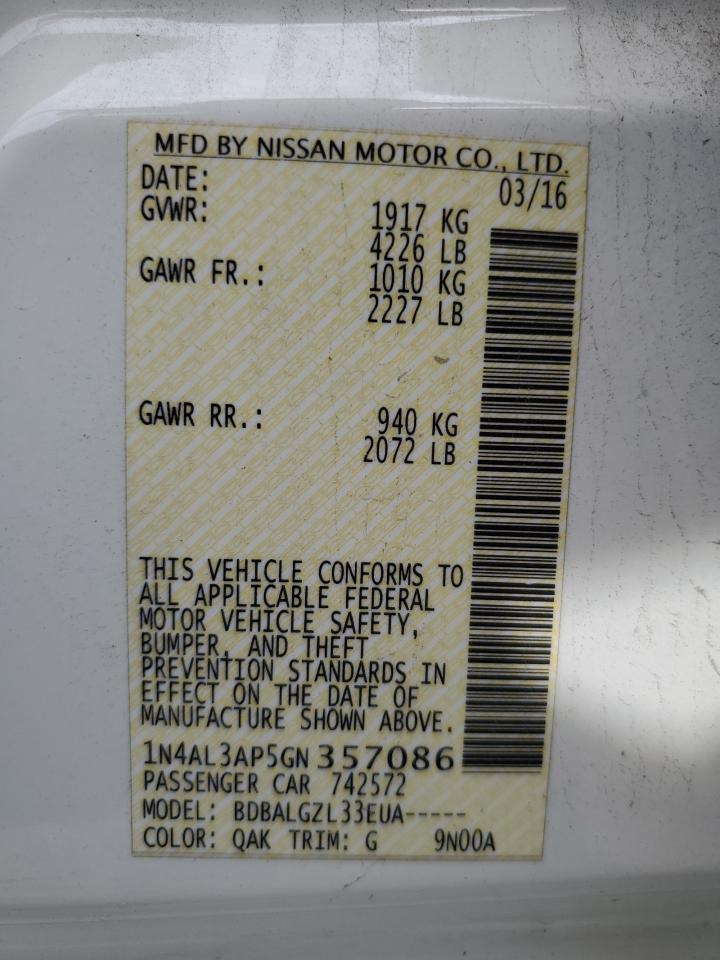 MFD BY NISSAN MOTOR CO., LTD.
DATE: 03/16
GVWR: 1917 KG
4226 LB
GAWR FR.: 1010 KG
2227 LB
GAWR RR.: 940 KG
2072 LB
THIS VEHICLE CONFORMS TO
ALL APPLICABLE FEDERAL
MOTOR VEHICLE SAFETY,
BUMPER, AND THEFT
PREVENTION STANDARDS IN
EFFECT ON THE DATE OF
MANUFACTURE SHOWN ABOVE.
1N4AL3AP5GN357086
PASSENGER CAR 742572
MODEL: BDBALGZL33EUA-----
COLOR: QAK TRIM: G 9N00A